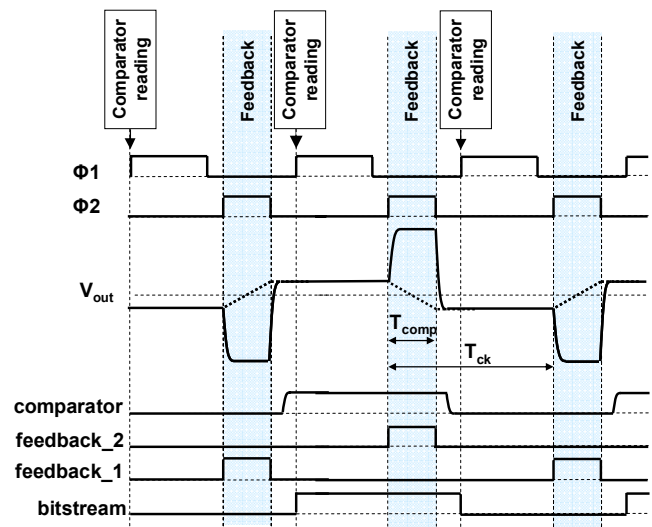 Comparator
reading
Feedback
Comparator
reading
Feedback
Comparator
reading
Feedback
Φ1
Φ2
Vout
Tcomp
Tck
comparator
feedback_2
feedback_1
bitstream